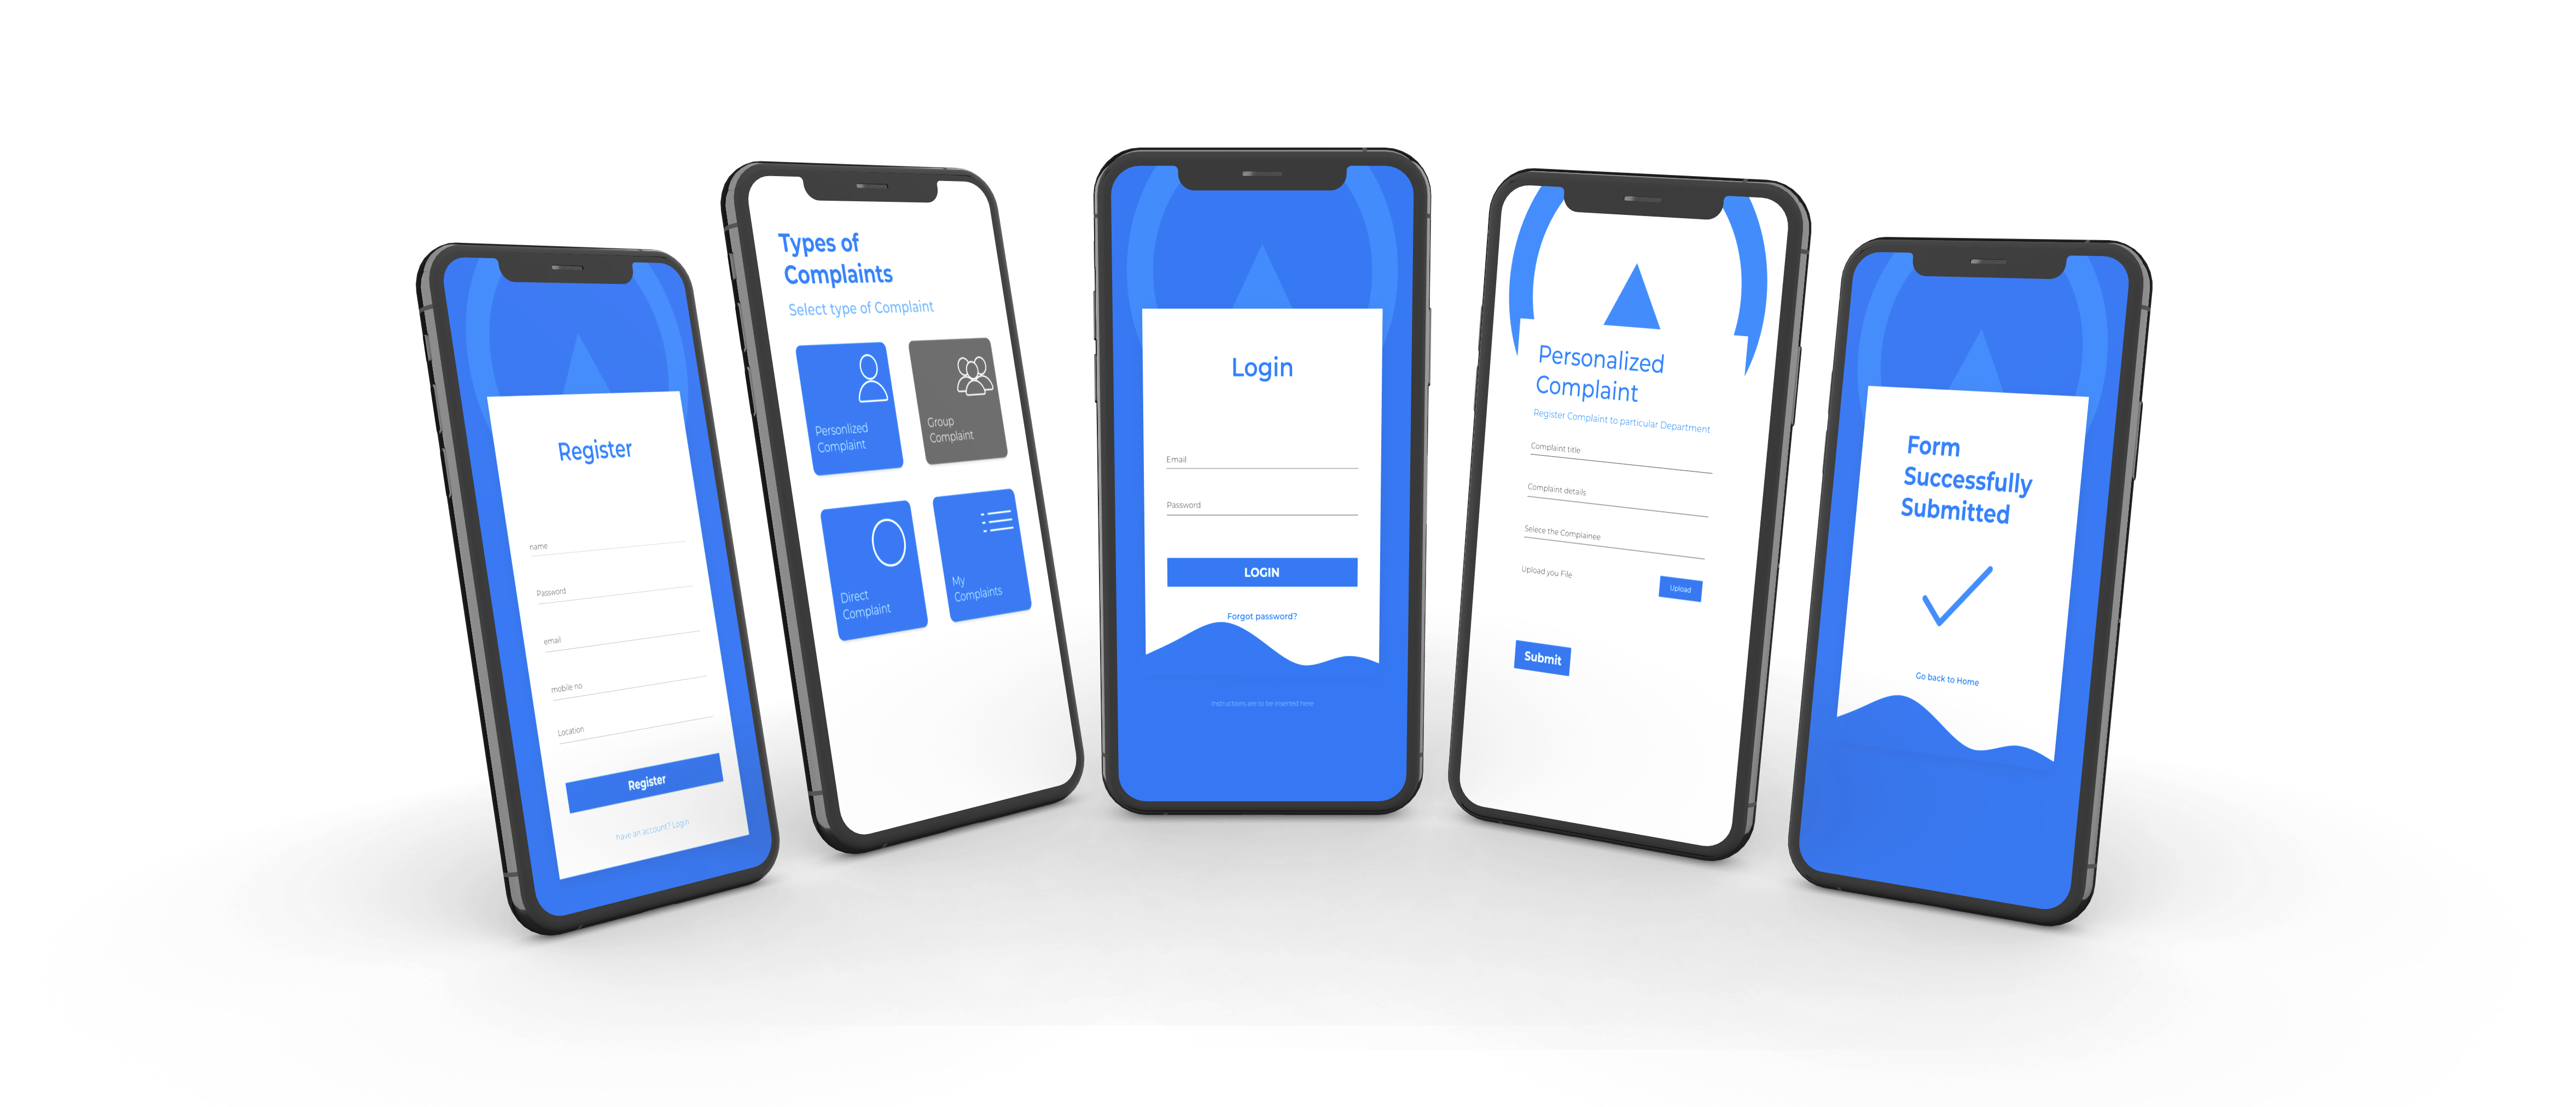 Register
name
Password
email
mobile no
Location
Register
have an account? Login
Types of
Complaints
Select type of Complaint
Personlized
Complaint
Group
Complaint
Direct
Complaint
My
Complaints
Login
Email
Password
LOGIN
Forgot password?
Instructions are to be inserted here
Personalized
Complaint
Register Complaint to particular Department
Complaint title
Complaint details
Selece the Complainee
Upload you File
Upload
Submit
Form
Successfully
Submitted
Go back to Home